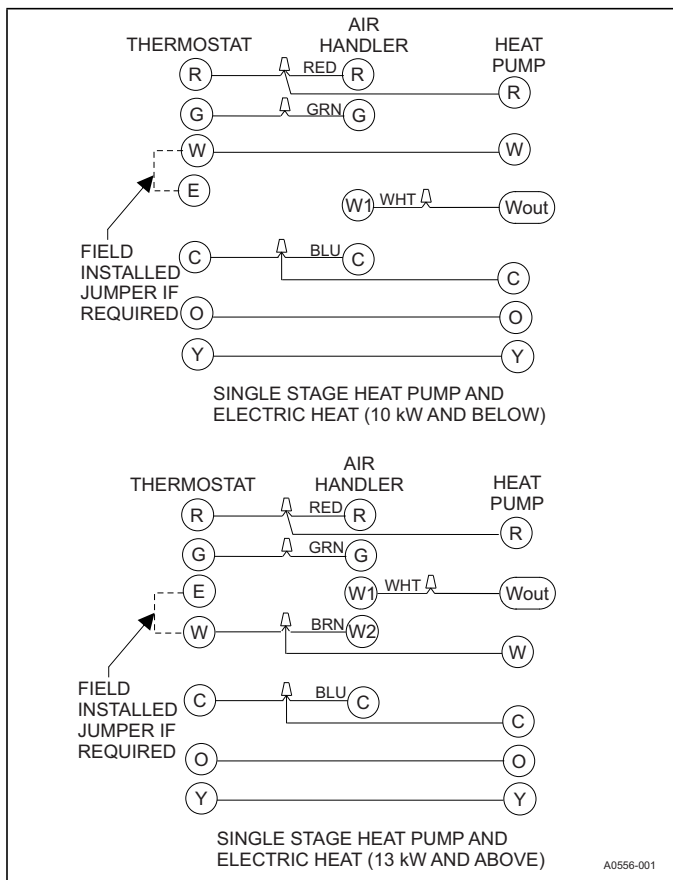 THERMOSTAT
AIR
HANDLER
HEAT
PUMP
R
RED
R
R
G
GRN
G
W
W
E
W1
WHT
Wout
FIELD
INSTALLED
JUMPER IF
REQUIRED
C
BLU
C
C
O
O
Y
Y
SINGLE STAGE HEAT PUMP AND
ELECTRIC HEAT (10 kW AND BELOW)
THERMOSTAT
AIR
HANDLER
HEAT
PUMP
R
RED
R
R
G
GRN
G
E
W1
WHT
Wout
W
BRN
W2
W
FIELD
INSTALLED
JUMPER IF
REQUIRED
C
BLU
C
C
O
O
Y
Y
SINGLE STAGE HEAT PUMP AND
ELECTRIC HEAT (13 kW AND ABOVE)
A0556-001